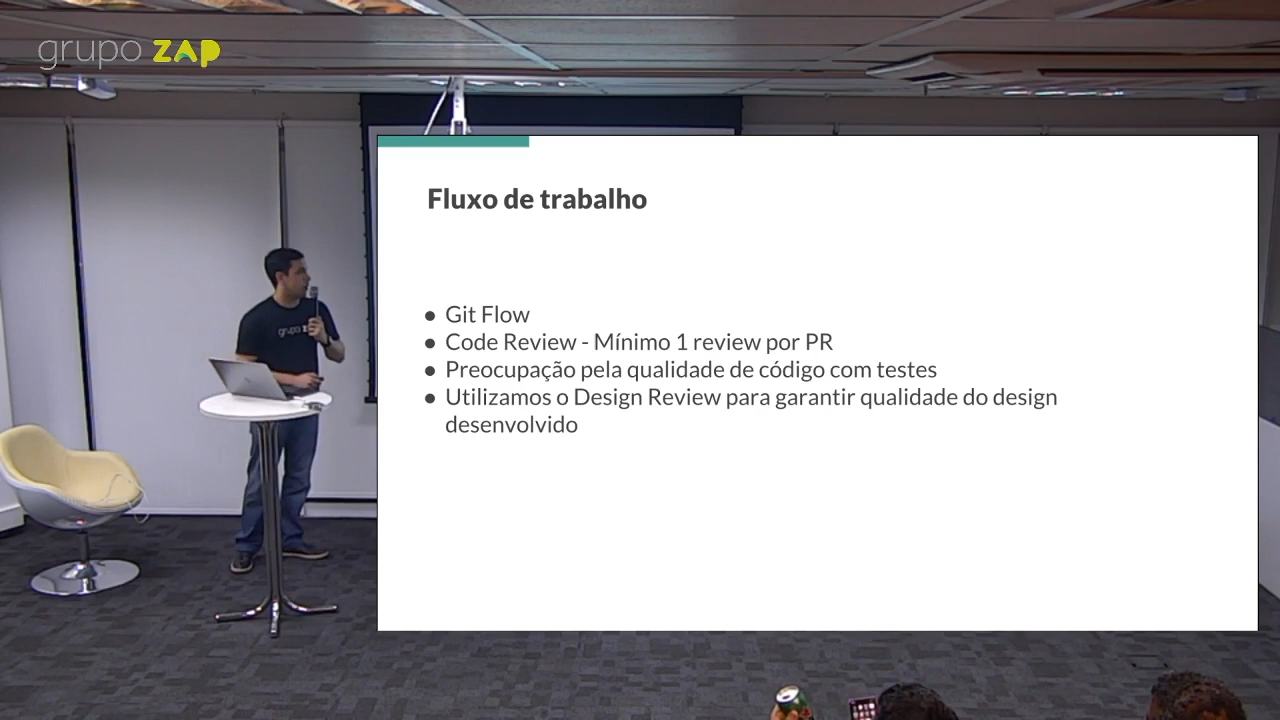 grupo ZAP
Fluxo de trabalho
● Git Flow
● Code Review - Mínimo 1 review por PR
● Preocupação pela qualidade de código com testes
● Utilizamos o Design Review para garantir qualidade do design
desenvolvido
grupo